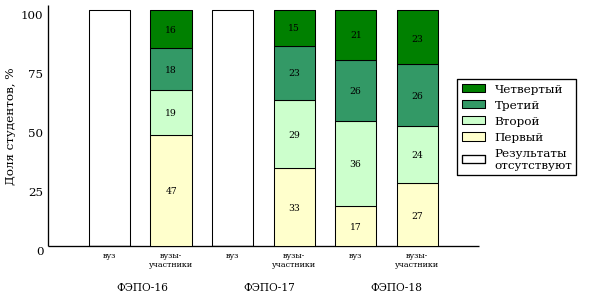 Доля студентов, %
100
75
50
25
0
16
18
19
47
15
23
29
33
21
26
36
17
23
26
24
27
вуз
вузы-
участники
вуз
вузы-
участники
вуз
вузы-
участники
ФЭПО-16
ФЭПО-17
ФЭПО-18
Четвертый
Третий
Второй
Первый
Результаты
отсутствуют